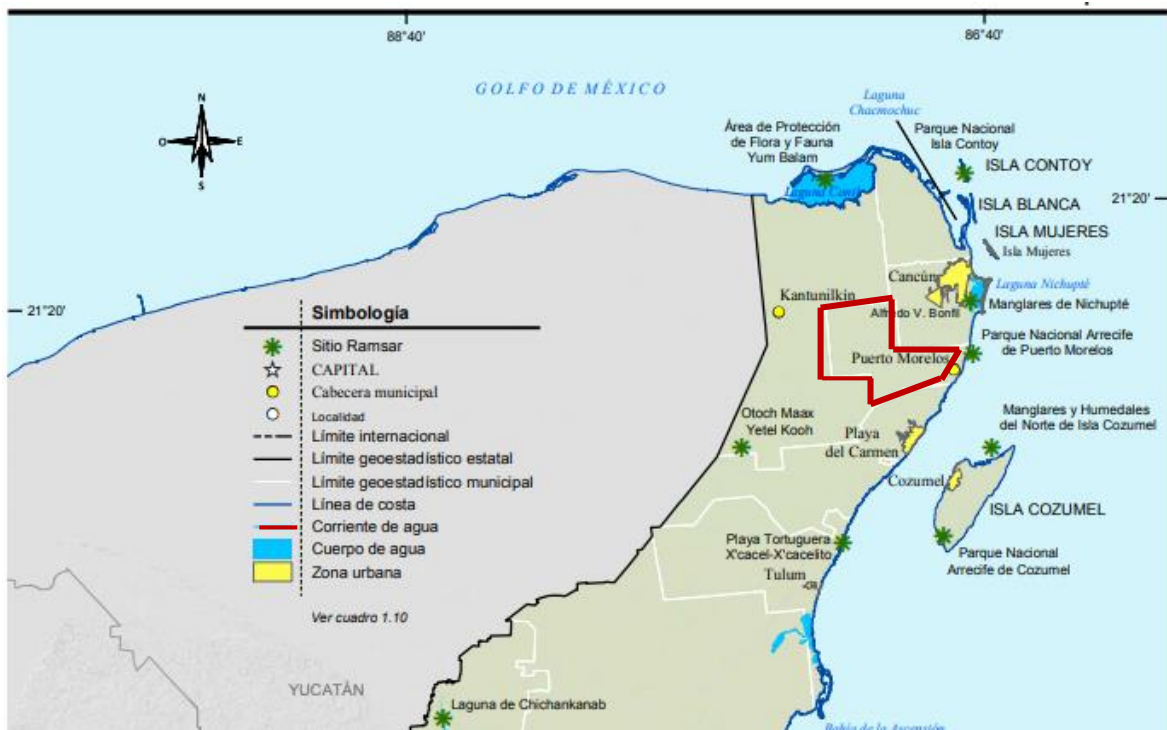 88°40'
86°40'
GOLFO DE MÉXICO
Laguna
Chacmochuc
Parque Nacional
Isla Contoy
Área de Protección
de Flora y Fauna
Yum Balam
ISLA CONTOY
N
O
E
S
ISLA BLANCA
21°20'
ISLA MUJERES
Isla Mujeres
Cancún
Laguna Nichupté
Kantunilkin
Alfredo V. Bonfil
Manglares de Nichupté
21°20'
Parque Nacional Arrecife
de Puerto Morelos
Puerto Morelos
Simbología
Sitio Ramsar
CAPITAL
Cabecera municipal
Localidad
Límite internacional
Límite geoestadístico estatal
Límite geoestadístico municipal
Línea de costa
Corriente de agua
Cuerpo de agua
Zona urbana
Ver cuadro 1.10
Otoch Maax
Yetel Kooh
Playa
del Carmen
Manglares y Humedales
del Norte de Isla Cozumel
Cozumel
ISLA COZUMEL
Parque Nacional
Arrecife de Cozumel
Playa Tortuguera
X'cacel-X'cacelito
Tulum
YUCATÁN
Laguna de Chichankanab
Bahía de la Ascensión